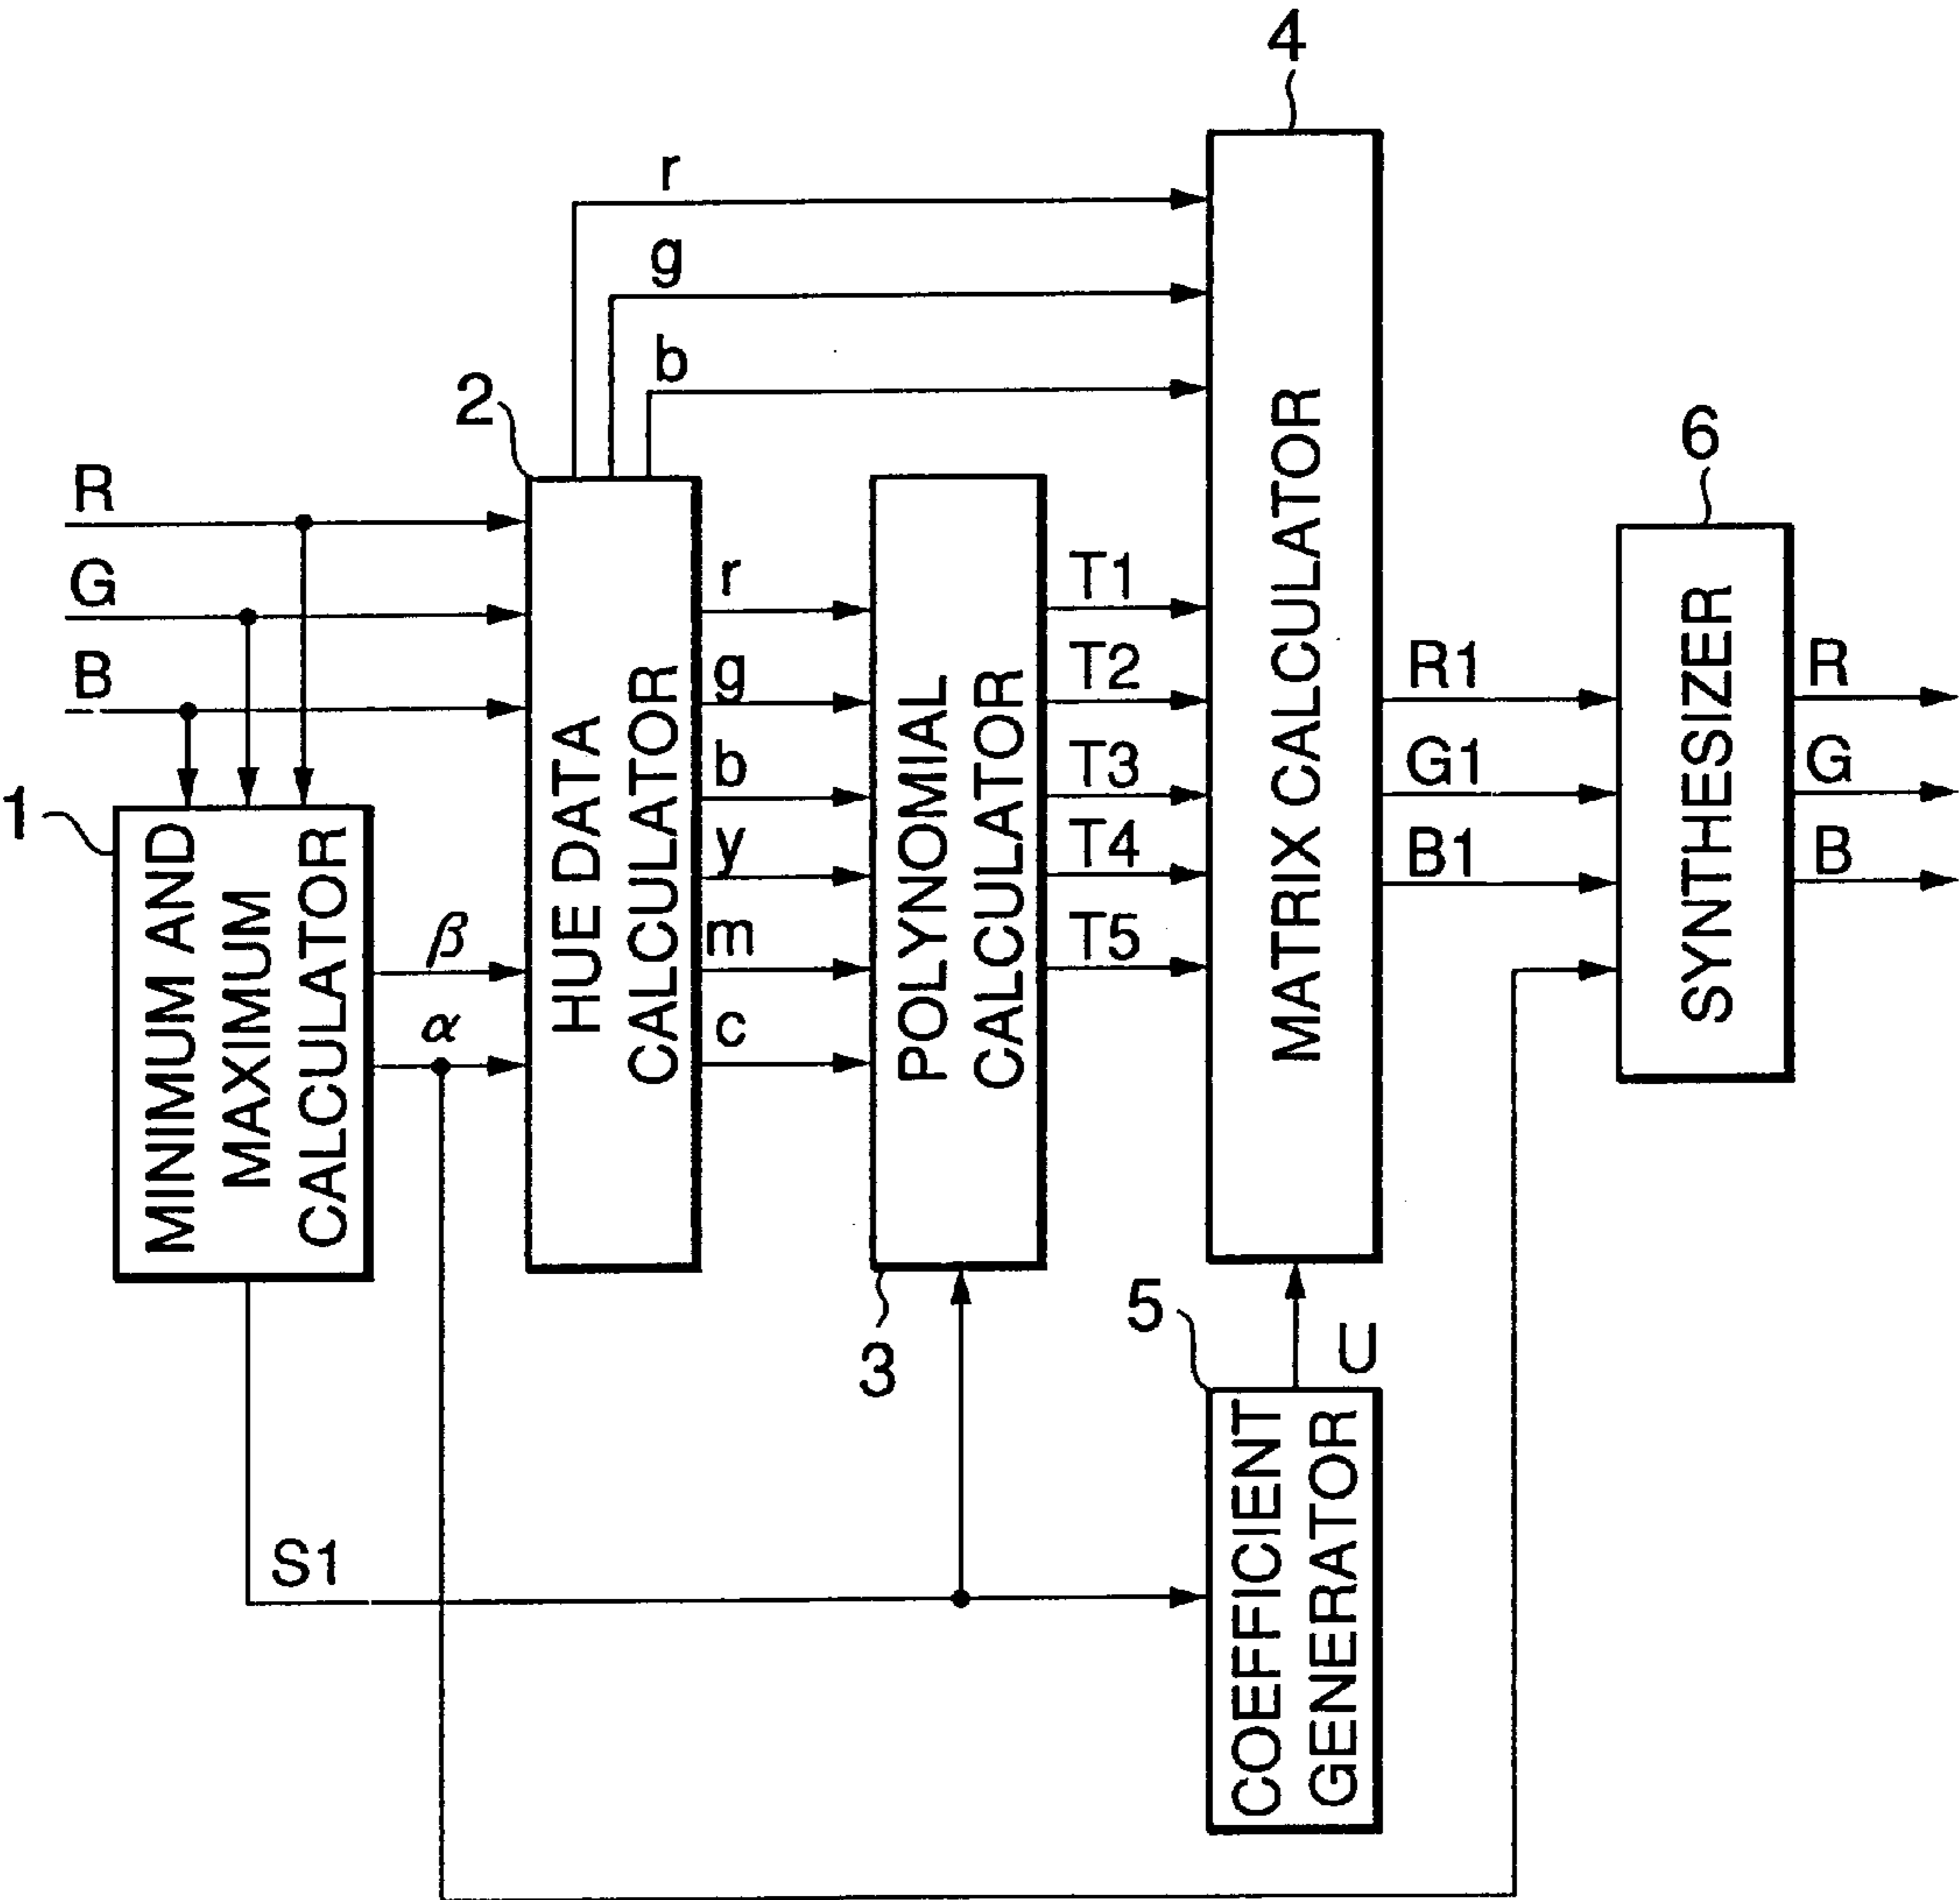 4
r
g
b
2
6
R
G
B
r
g
b
y
m
c
T1
T2
T3
T4
T5
R1
G1
B1
R
G
B
1
β
α
MINIMUM AND
MAXIMUM
CALCULATOR
HUE DATA
CALCULATOR
POLYNOMIAL
CALCULATOR
MATRIX CALCULATOR
SYNTHESIZER
3
5
U
S1
COEFFICIENT
GENERATOR